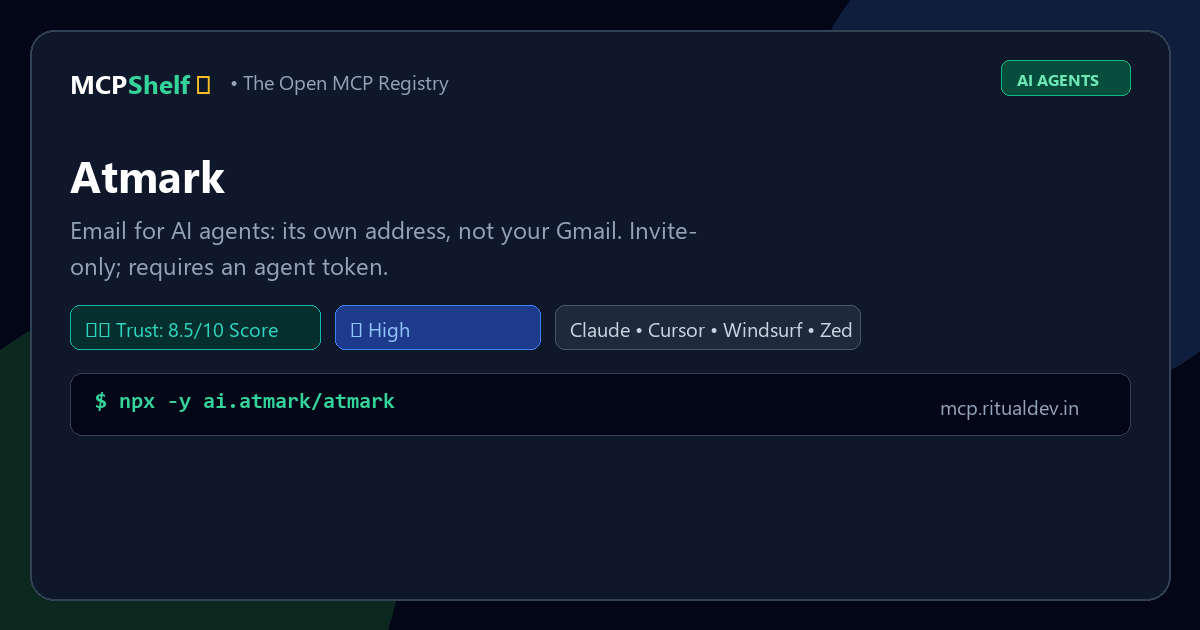 MCPShelf • The Open MCP Registry
AI AGENTS
Atmark
Email for AI agents: its own address, not your Gmail. Invite-
only; requires an agent token.
Trust: 8.5/10 Score
High
Claude • Cursor • Windsurf • Zed
$ npx -y ai.atmark/atmark
mcp.ritualdev.in